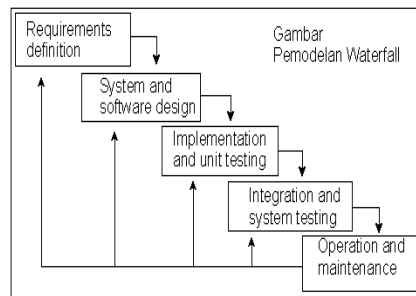 Gambar
Pemodelan Waterfall
Requirements
definition
System and
software design
Implementation
and unit testing
Integration and
system testing
Operation and
maintenance